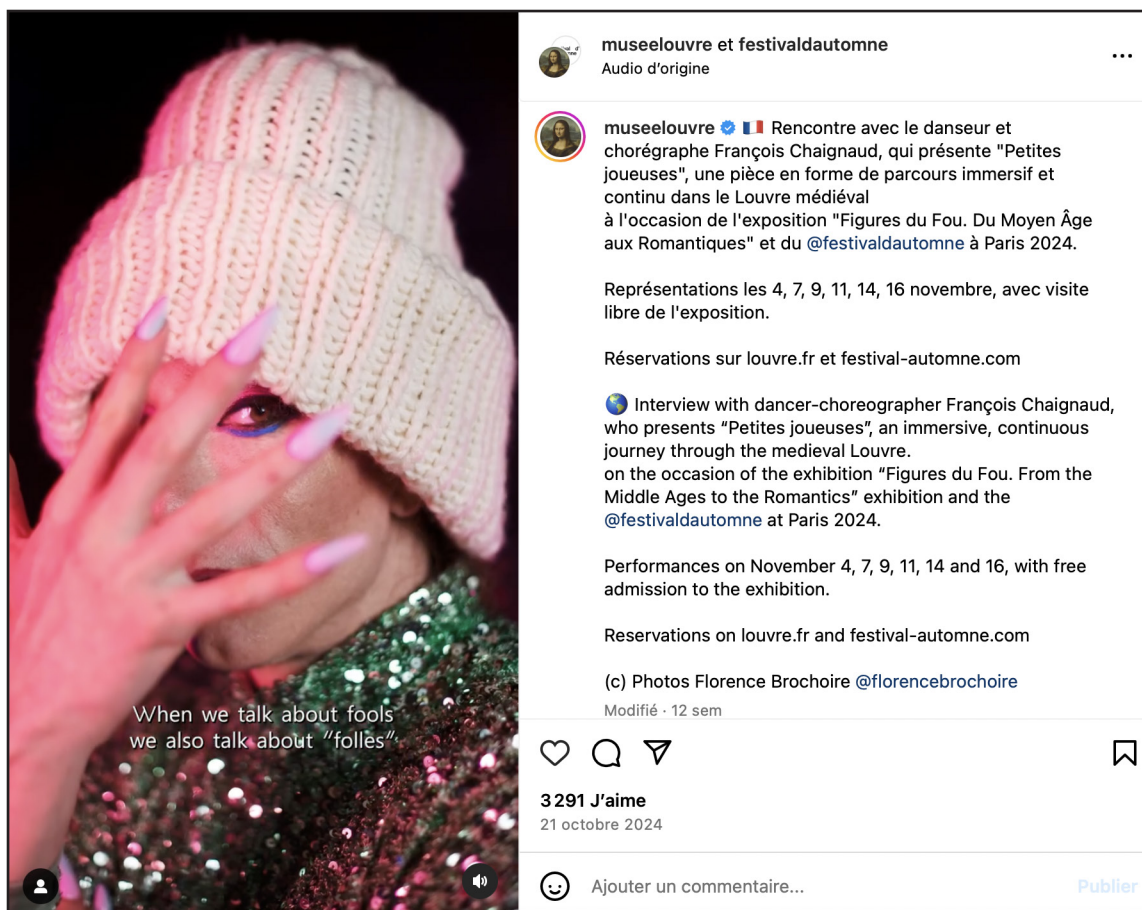 When we talk about fools
we also talk about "folles"
museelouvre et festivaldautomne
Audio d'origine
museelouvre 🇫🇷 Rencontre avec le danseur et
chorégraphe François Chaignaud, qui présente "Petites
joueuses", une pièce en forme de parcours immersif et
continu dans le Louvre médiéval
à l'occasion de l'exposition "Figures du Fou. Du Moyen Âge
aux Romantiques" et du @festivaldautomne à Paris 2024.
Représentations les 4, 7, 9, 11, 14, 16 novembre, avec visite
libre de l'exposition.
Réservations sur louvre.fr et festival-automne.com
🌎 Interview with dancer-choreographer François Chaignaud,
who presents “Petites joueuses”, an immersive, continuous
journey through the medieval Louvre.
on the occasion of the exhibition “Figures du Fou. From the
Middle Ages to the Romantics” exhibition and the
@festivaldautomne at Paris 2024.
Performances on November 4, 7, 9, 11, 14 and 16, with free
admission to the exhibition.
Reservations on louvre.fr and festival-automne.com
(c) Photos Florence Brochoire @florencebrochoire
Modifié · 12 sem
3 291 J’aime
21 octobre 2024
Ajouter un commentaire...
Publier